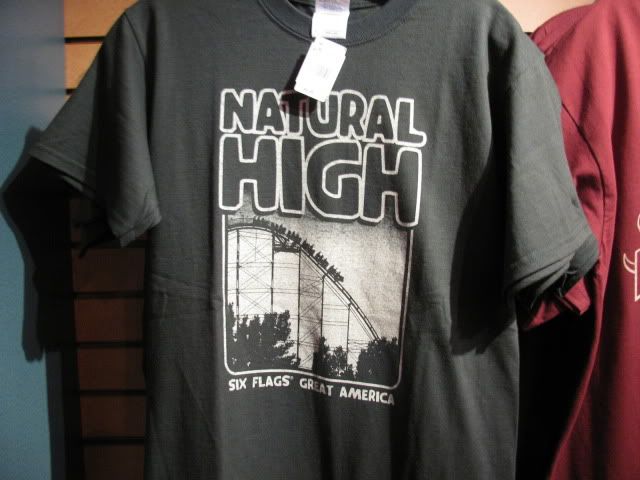 NATURAL
HIGH
SIX FLAGS' GREAT AMERICA